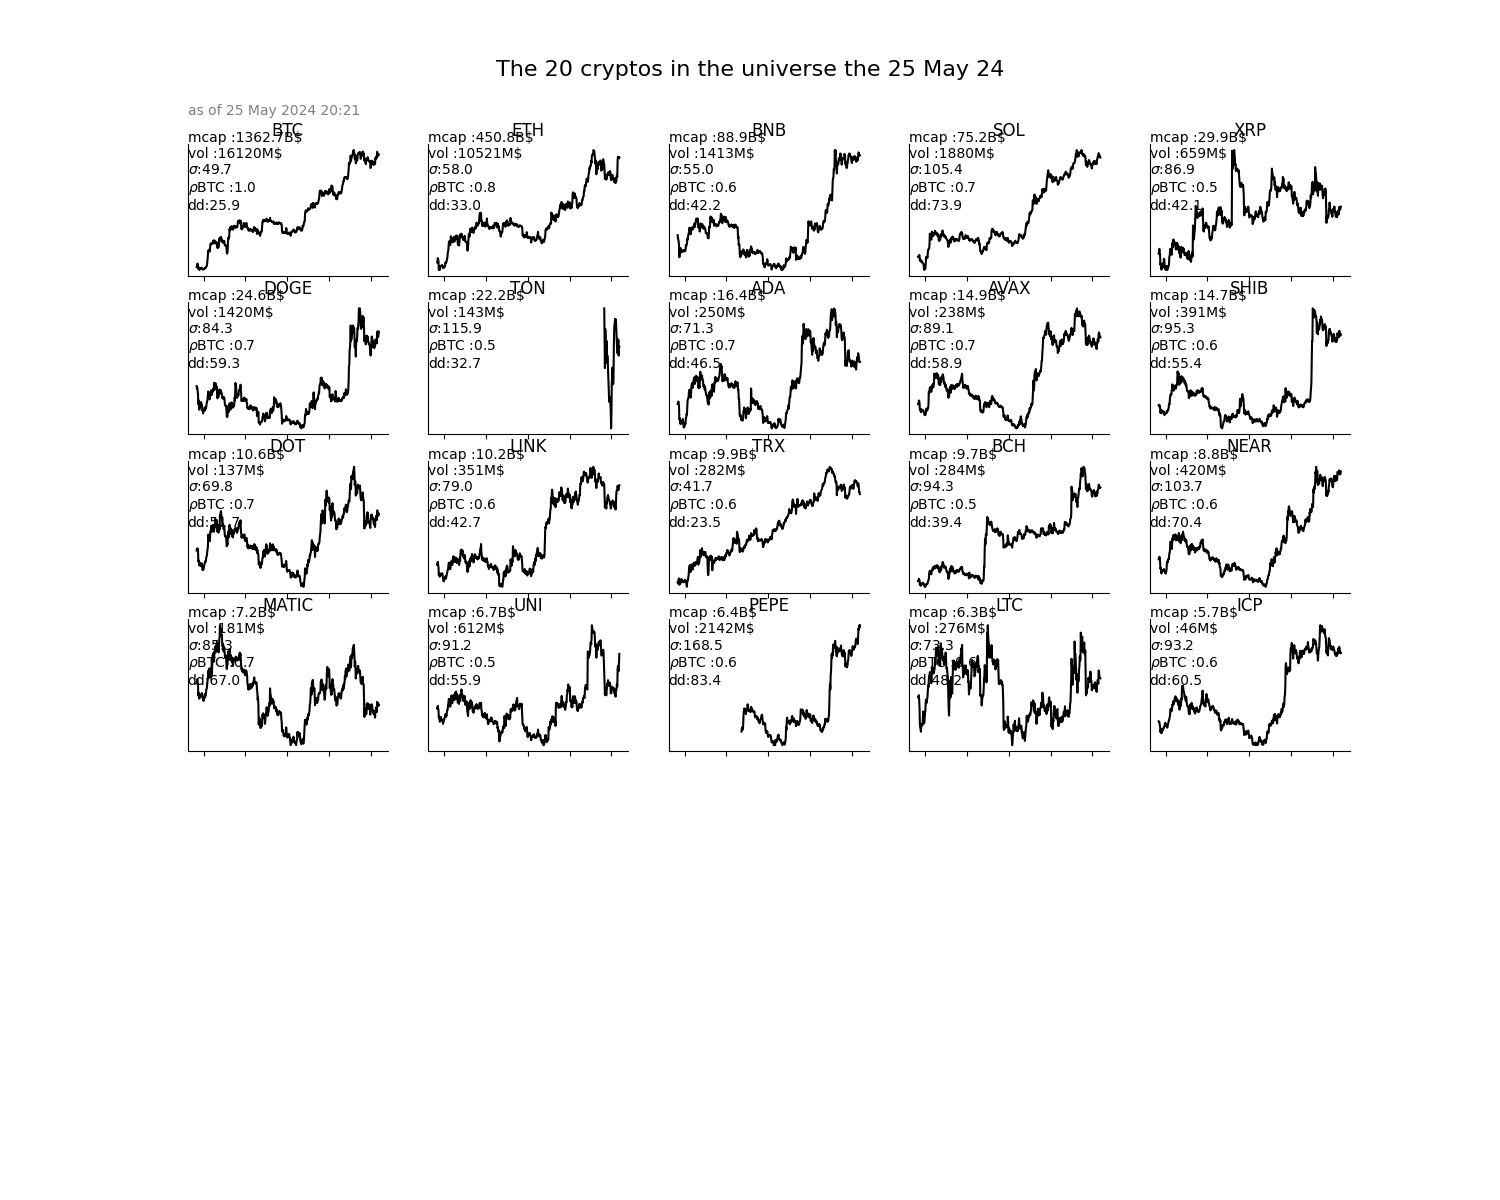 The 20 cryptos in the universe the 25 May 24
as of 25 May 2024 20:21
BTC
mcap :1362.7B$
vol :16120M$
σ:49.7
ρBTC :1.0
dd:25.9
ETH
mcap :450.8B$
vol :10521M$
σ:58.0
ρBTC :0.8
dd:33.0
BNB
mcap :88.9B$
vol :1413M$
σ:55.0
ρBTC :0.6
dd:42.2
SOL
mcap :75.2B$
vol :1880M$
σ:105.4
ρBTC :0.7
dd:73.9
XRP
mcap :29.9B$
vol :659M$
σ:86.9
ρBTC :0.5
dd:42.1
DOGE
mcap :24.6B$
vol :1420M$
σ:84.3
ρBTC :0.7
dd:59.3
TON
mcap :22.2B$
vol :143M$
σ:115.9
ρBTC :0.5
dd:32.7
ADA
mcap :16.4B$
vol :250M$
σ:71.3
ρBTC :0.7
dd:46.5
AVAX
mcap :14.9B$
vol :238M$
σ:89.1
ρBTC :0.7
dd:58.9
SHIB
mcap :14.7B$
vol :391M$
σ:95.3
ρBTC :0.6
dd:55.4
DOT
mcap :10.6B$
vol :137M$
σ:69.8
ρBTC :0.7
LINK
mcap :10.2B$
vol :351M$
σ:79.0
ρBTC :0.6
dd:42.7
TRX
mcap :9.9B$
vol :282M$
σ:41.7
ρBTC :0.6
dd:23.5
BCH
mcap :9.7B$
vol :284M$
σ:94.3
ρBTC :0.5
dd:39.4
NEAR
mcap :8.8B$
vol :420M$
σ:103.7
ρBTC :0.6
dd:70.4
MATIC
mcap :7.2B$
vol :181M$
ρBTC :0.7
dd:67.0
UNI
mcap :6.7B$
vol :612M$
σ:91.2
ρBTC :0.5
dd:55.9
PEPE
mcap :6.4B$
vol :2142M$
σ:168.5
ρBTC :0.6
dd:83.4
LTC
mcap :6.3B$
vol :276M$
σ:73.3
ρBTC :0.6
dd:48.2
ICP
mcap :5.7B$
vol :46M$
σ:93.2
ρBTC :0.6
dd:60.5